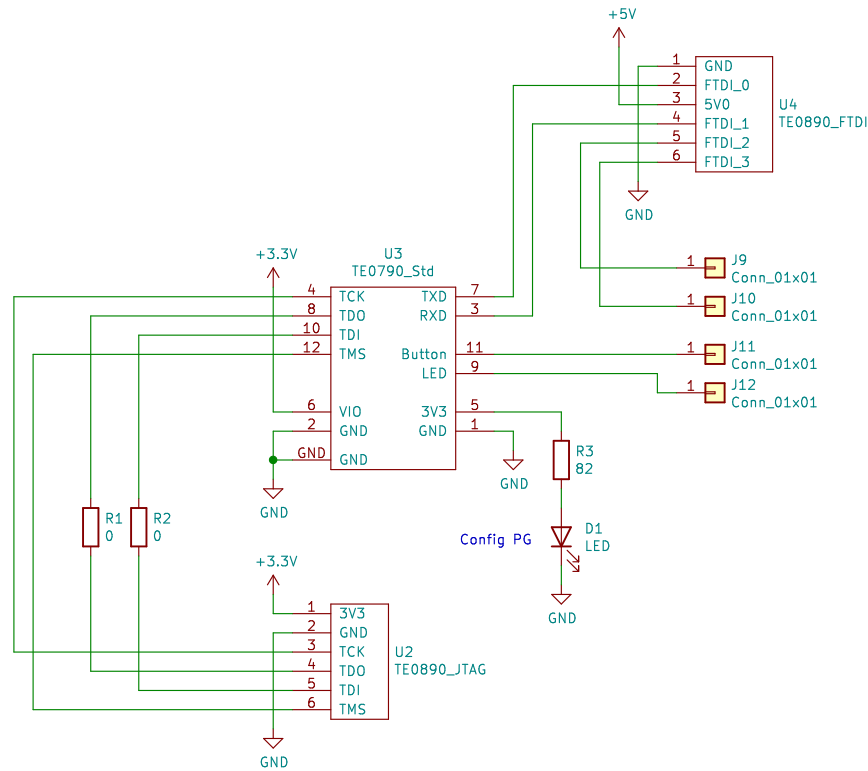 +5V
1 GND
2 FTDI_0
3 5V0
4 FTDI_1
5 FTDI_2
6 FTDI_3
U4
TE0890_FTDI
GND
+3.3V
U3
TE0790_Std
4 TCK
8 TDO
10 TDI
12 TMS
6 VIO
2 GND
GND GND
TXD 7
RXD 3
Button 11
LED 9
3V3 5
GND 1
1 J9
Conn_01x01
1 J10
Conn_01x01
1 J11
Conn_01x01
1 J12
Conn_01x01
R3
82
GND
GND
R1
0
R2
0
Config PG
D1
LED
GND
+3.3V
1 3V3
2 GND
3 TCK
4 TDO
5 TDI
6 TMS
U2
TE0890_JTAG
GND